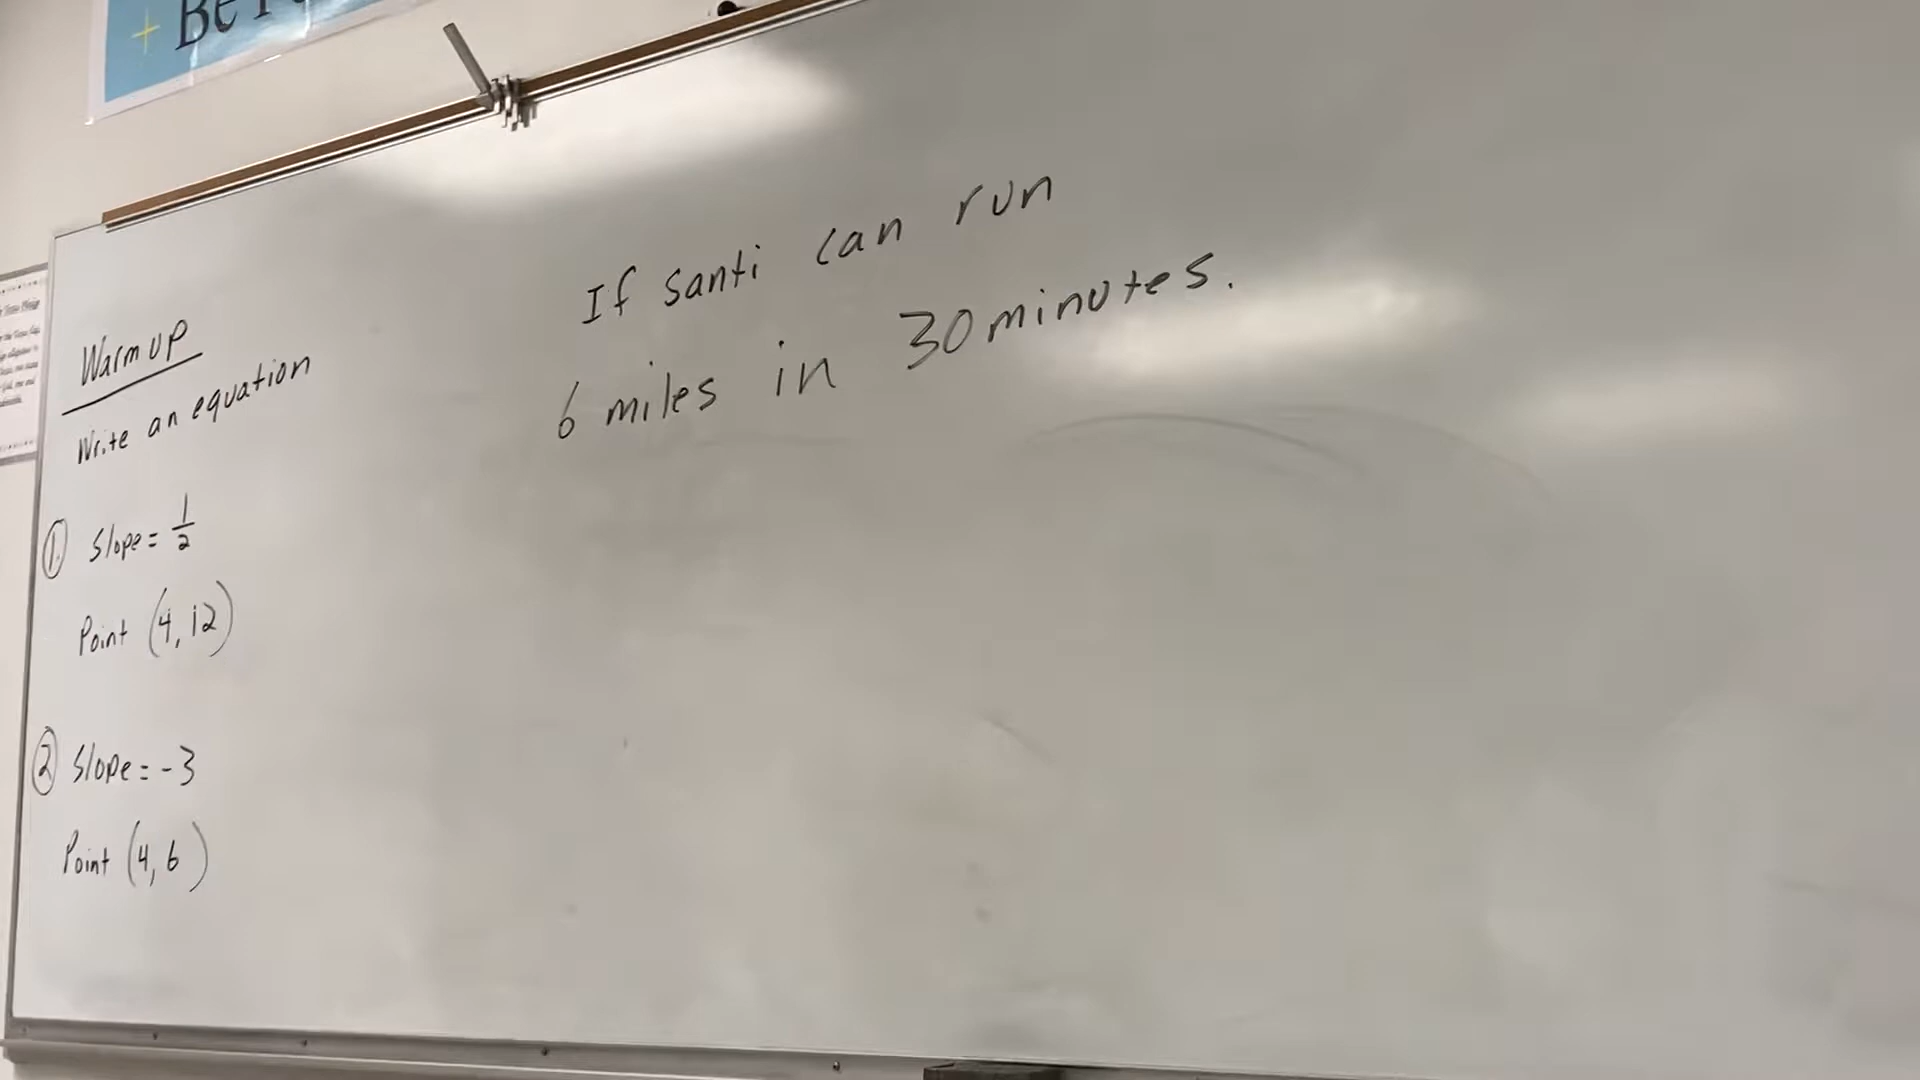 + Be
Warm up
Write an equation
① Slope = 1/2
Point (4, 12)
② Slope = -3
Point (4, 6)
If santi can run
6 miles in 30 minutes.